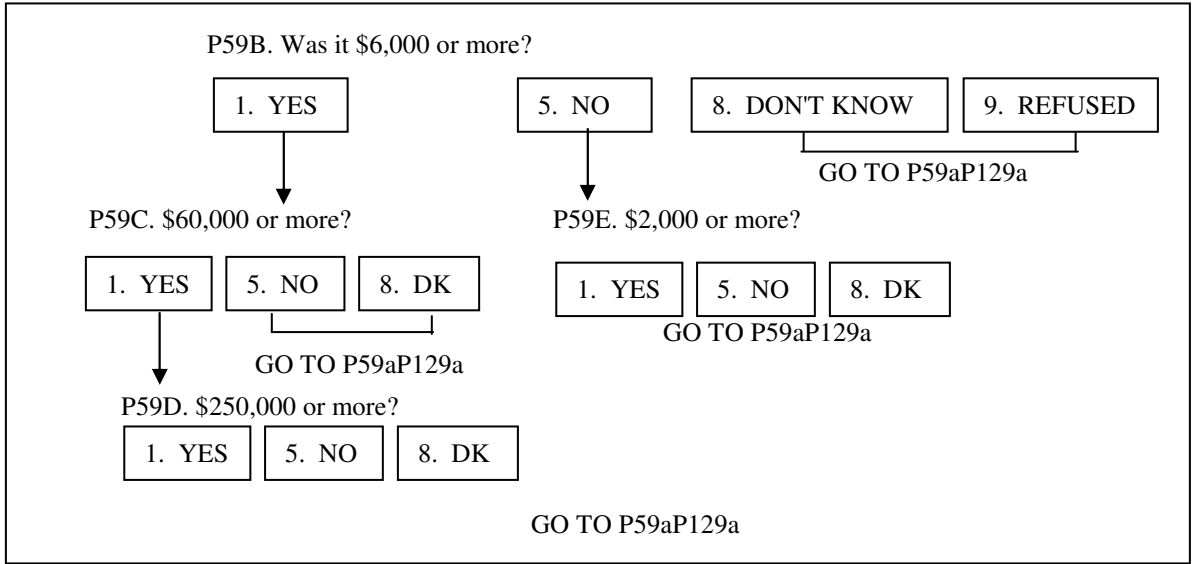 P59B. Was it $6,000 or more?
1. YES 5. NO 8. DON'T KNOW 9. REFUSED
GO TO P59aP129a
P59C. $60,000 or more? P59E. $2,000 or more?
1. YES 5. NO 8. DK 1. YES 5. NO 8. DK
GO TO P59aP129a
GO TO P59aP129a
P59D. $250,000 or more?
1. YES 5. NO 8. DK
GO TO P59aP129a